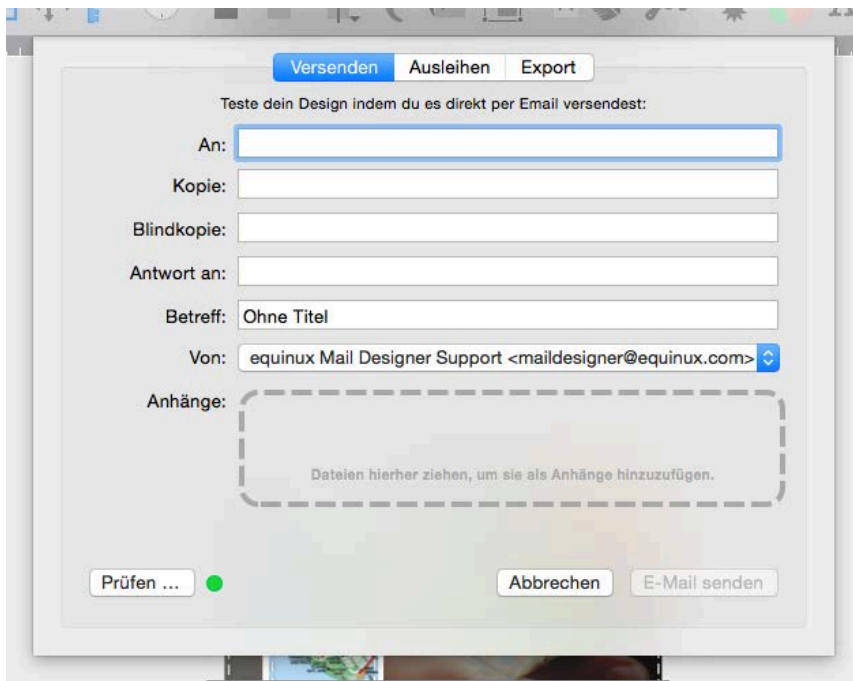 Versenden Ausleihen Export
Teste dein Design indem du es direkt per Email versendest:
An:
Kopie:
Blindkopie:
Antwort an:
Betreff: Ohne Titel
Von: equinux Mail Designer Support <maildesigner@equinux.com>
Anhänge:
Dateien hierher ziehen, um sie als Anhänge hinzuzufügen.
Prüfen ... Abbrechen E-Mail senden